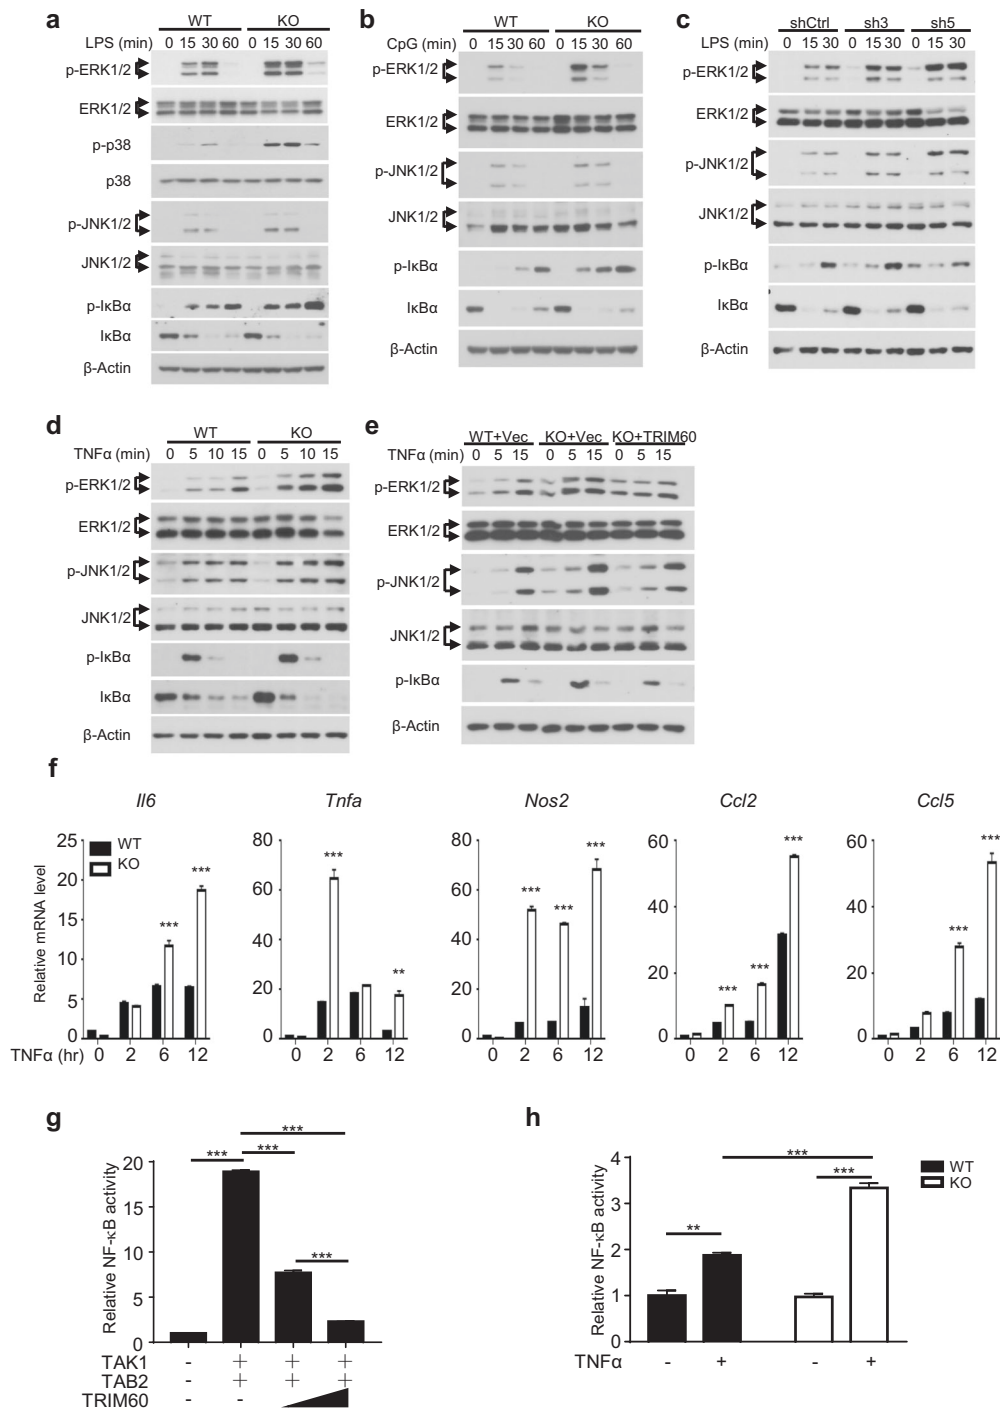 a
WT KO
LPS (min) 0 15 30 60 0 15 30 60
p-ERK1/2
ERK1/2
p-p38
p38
p-JNK1/2
JNK1/2
p-IκBα
IκBα
β-Actin
b
WT KO
CpG (min) 0 15 30 60 0 15 30 60
p-ERK1/2
ERK1/2
p-JNK1/2
JNK1/2
p-IκBα
IκBα
β-Actin
c
shCtrl sh3 sh5
LPS (min) 0 15 30 0 15 30 0 15 30
p-ERK1/2
ERK1/2
p-JNK1/2
JNK1/2
p-IκBα
IκBα
β-Actin
d
WT KO
TNFα (min) 0 5 10 15 0 5 10 15
p-ERK1/2
ERK1/2
p-JNK1/2
JNK1/2
p-IκBα
IκBα
β-Actin
e
WT+Vec KO+Vec KO+TRIM60
TNFα (min) 0 5 15 0 5 15 0 5 15
p-ERK1/2
ERK1/2
p-JNK1/2
JNK1/2
p-IκBα
β-Actin
f
Il6 Tnfa Nos2 Ccl2 Ccl5
WT
KO
Relative mRNA level
25
20
15
10
5
0
***
***
80
60
40
20
0
***
**
80
60
40
20
0
***
***
***
60
40
20
0
***
***
***
60
40
20
0
***
***
TNFα (hr) 0 2 6 12 0 2 6 12 0 2 6 12 0 2 6 12 0 2 6 12
g
Relative NF-κB activity
20
15
10
5
0
***
*** ***
***
TAK1 - + + +
TAB2 - + + +
TRIM60 - -
h
Relative NF-κB activity
4
3
2
1
0
***
***
**
WT
KO
TNFα - + - +